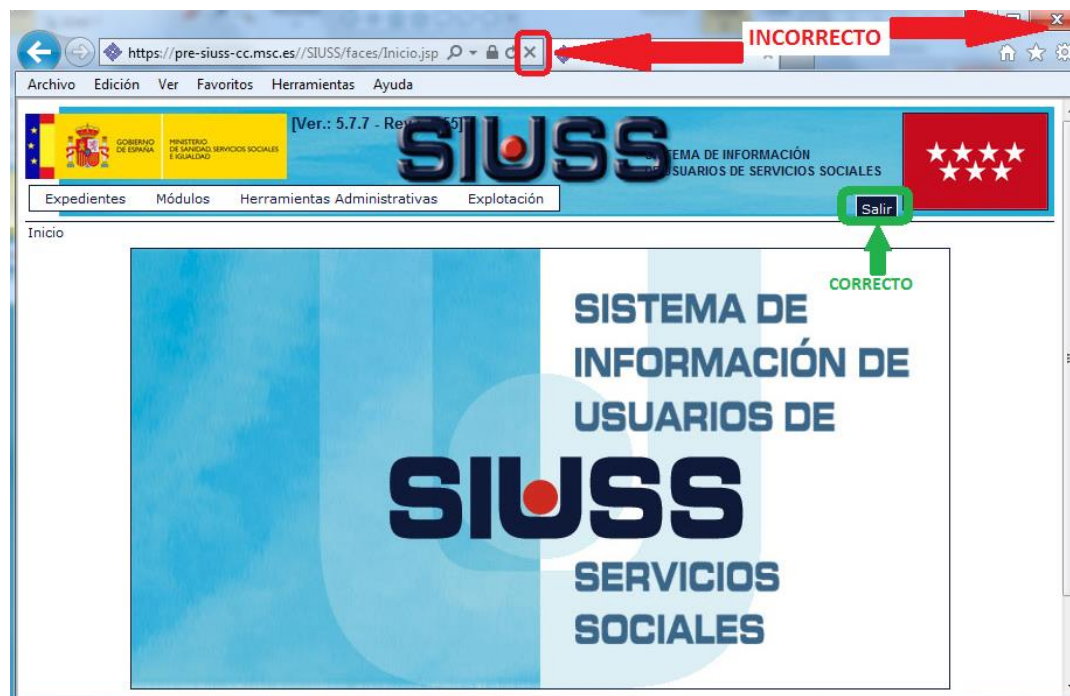 INCORRECTO
https://pre-siuss-cc.msc.es//SIUSS/faces/Inicio.jsp
Archivo Edición Ver Favoritos Herramientas Ayuda
[Ver.: 5.7.7 -
GOBIERNO DE ESPAÑA
MINISTERIO DE SANIDAD, SERVICIOS SOCIALES E IGUALDAD
SIUSS
DE INFORMACIÓN
USUARIOS DE SERVICIOS SOCIALES
Expedientes Módulos Herramientas Administrativas Explotación
Salir
Inicio
CORRECTO
SISTEMA DE
INFORMACIÓN DE
USUARIOS DE
SIUSS
SERVICIOS
SOCIALES